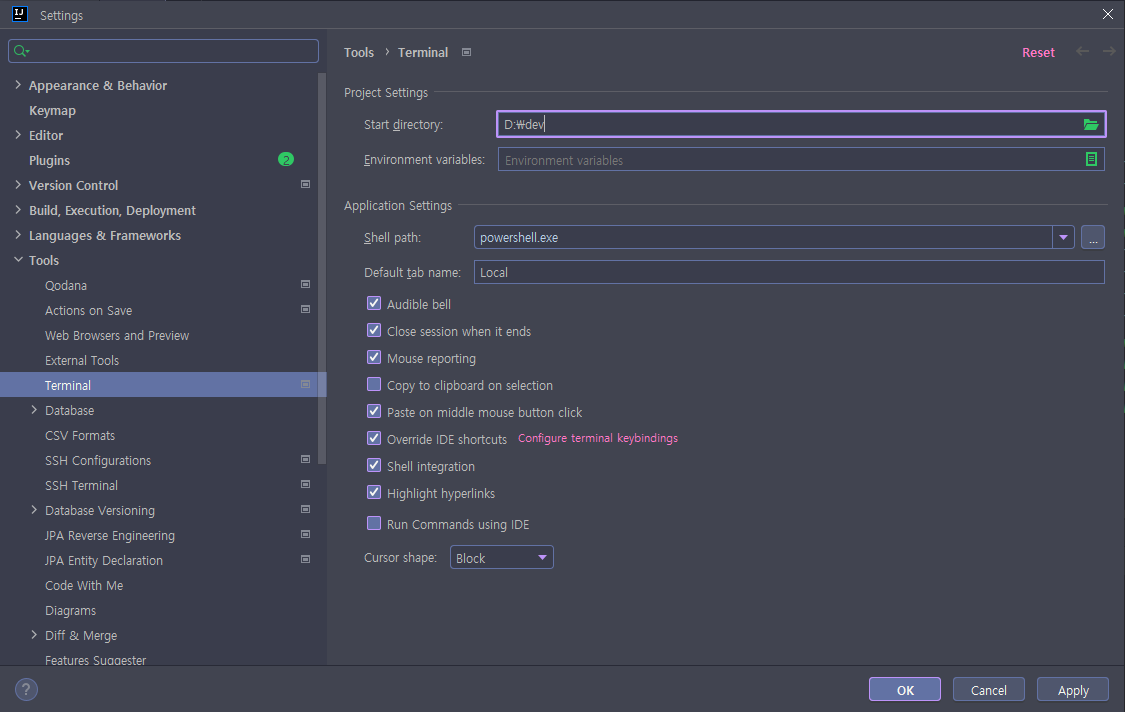 IJ
Settings
Tools › Terminal
Reset
Appearance & Behavior
Keymap
Editor
Plugins 2
Version Control
Build, Execution, Deployment
Languages & Frameworks
Tools
Qodana
Actions on Save
Web Browsers and Preview
External Tools
Terminal
Database
CSV Formats
SSH Configurations
SSH Terminal
Database Versioning
JPA Reverse Engineering
JPA Entity Declaration
Code With Me
Diagrams
Diff & Merge
Features Suggester
Project Settings
Start directory: D:₩dev
Environment variables: Environment variables
Application Settings
Shell path: powershell.exe ...
Default tab name: Local
Audible bell
Close session when it ends
Mouse reporting
Copy to clipboard on selection
Paste on middle mouse button click
Override IDE shortcuts Configure terminal keybindings
Shell integration
Highlight hyperlinks
Run Commands using IDE
Cursor shape: Block
? OK Cancel Apply